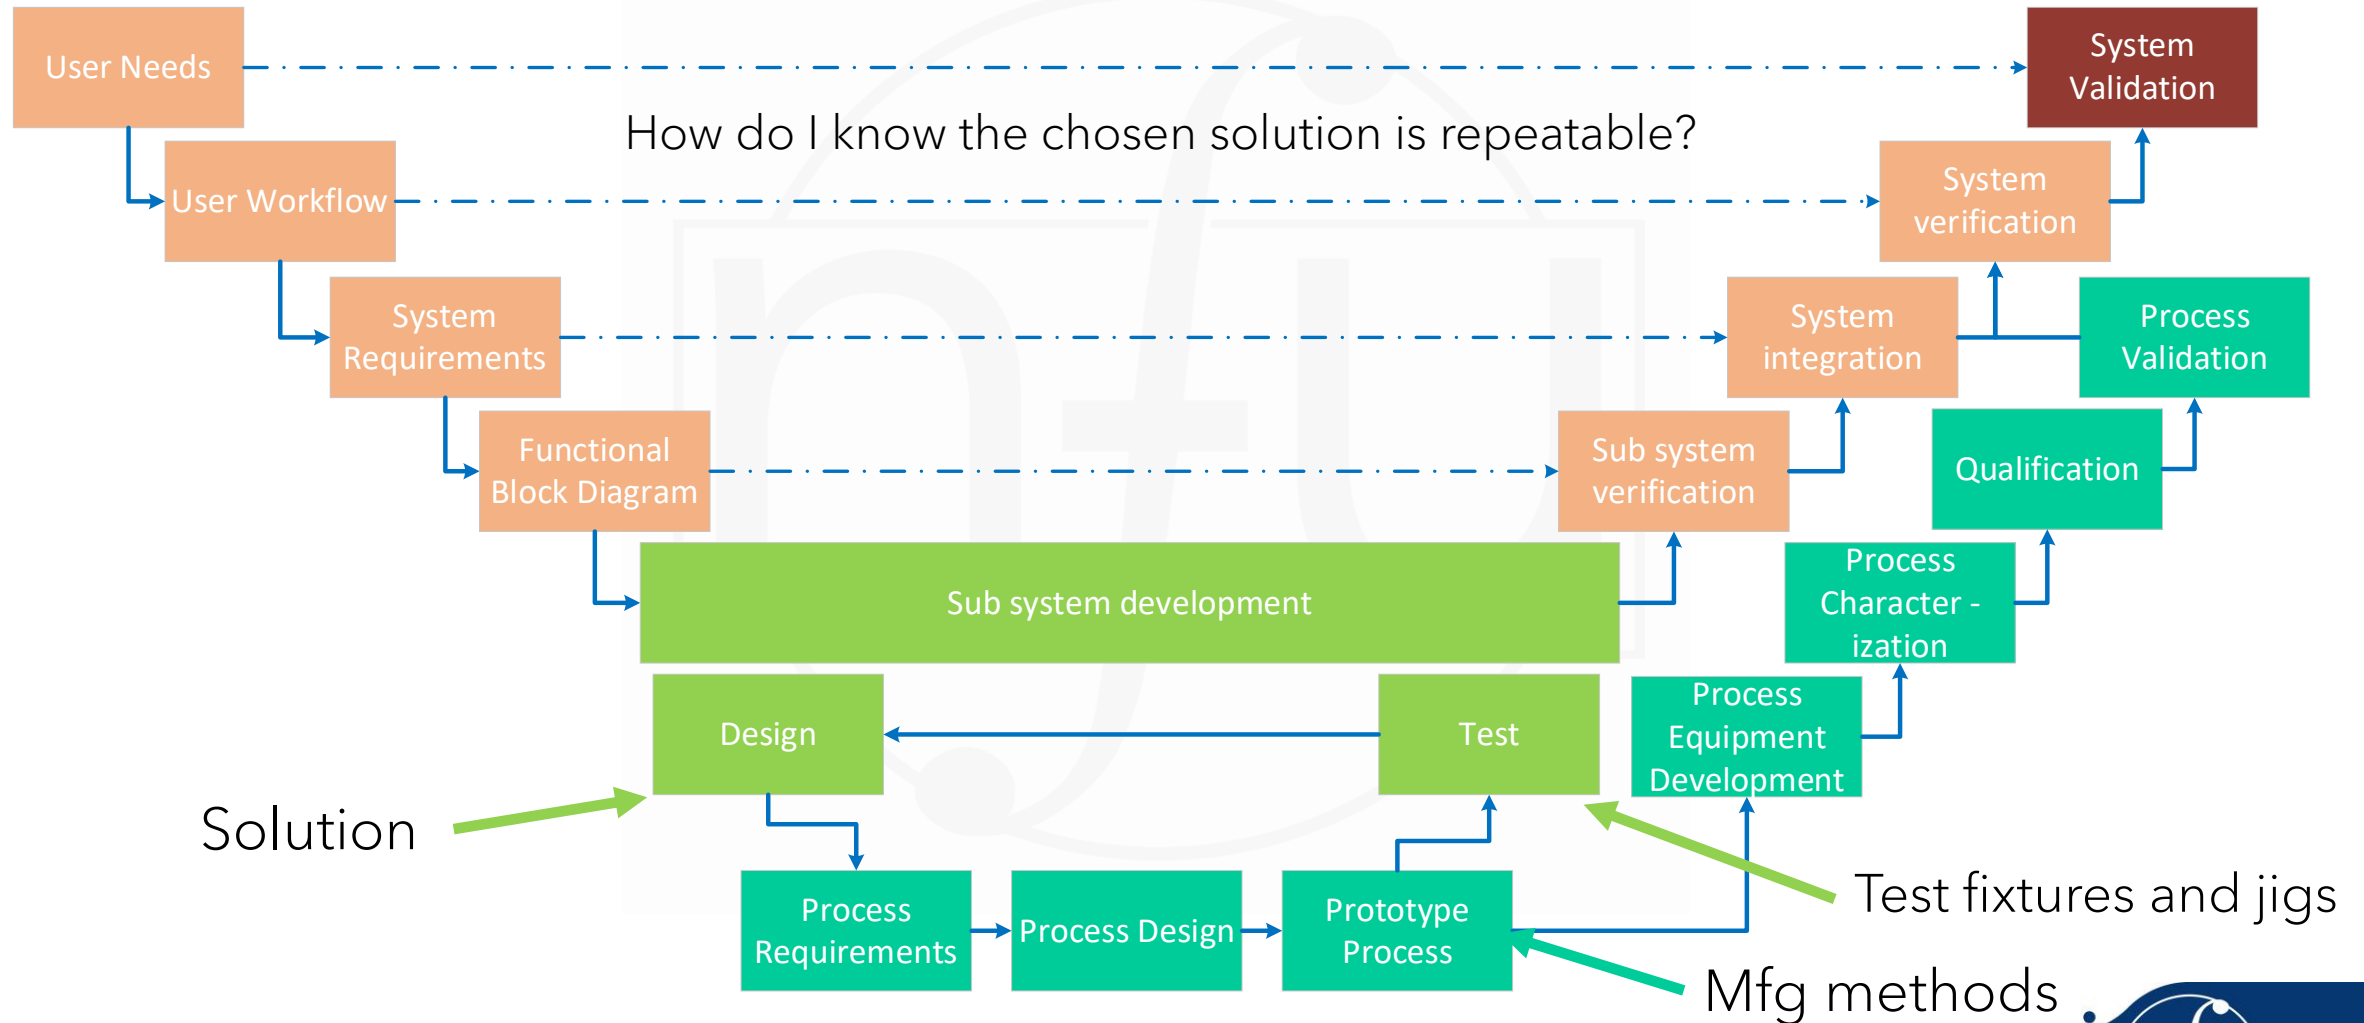 User Needs
System
Validation
How do I know the chosen solution is repeatable?
User Workflow
System
verification
System
Requirements
System
integration
Process
Validation
Functional
Block Diagram
Sub system
verification
Qualification
Sub system development
Process
Character -
ization
Design
Test
Process
Equipment
Development
Solution
Process
Requirements
Process Design
Prototype
Process
Test fixtures and jigs
Mfg methods
nfu